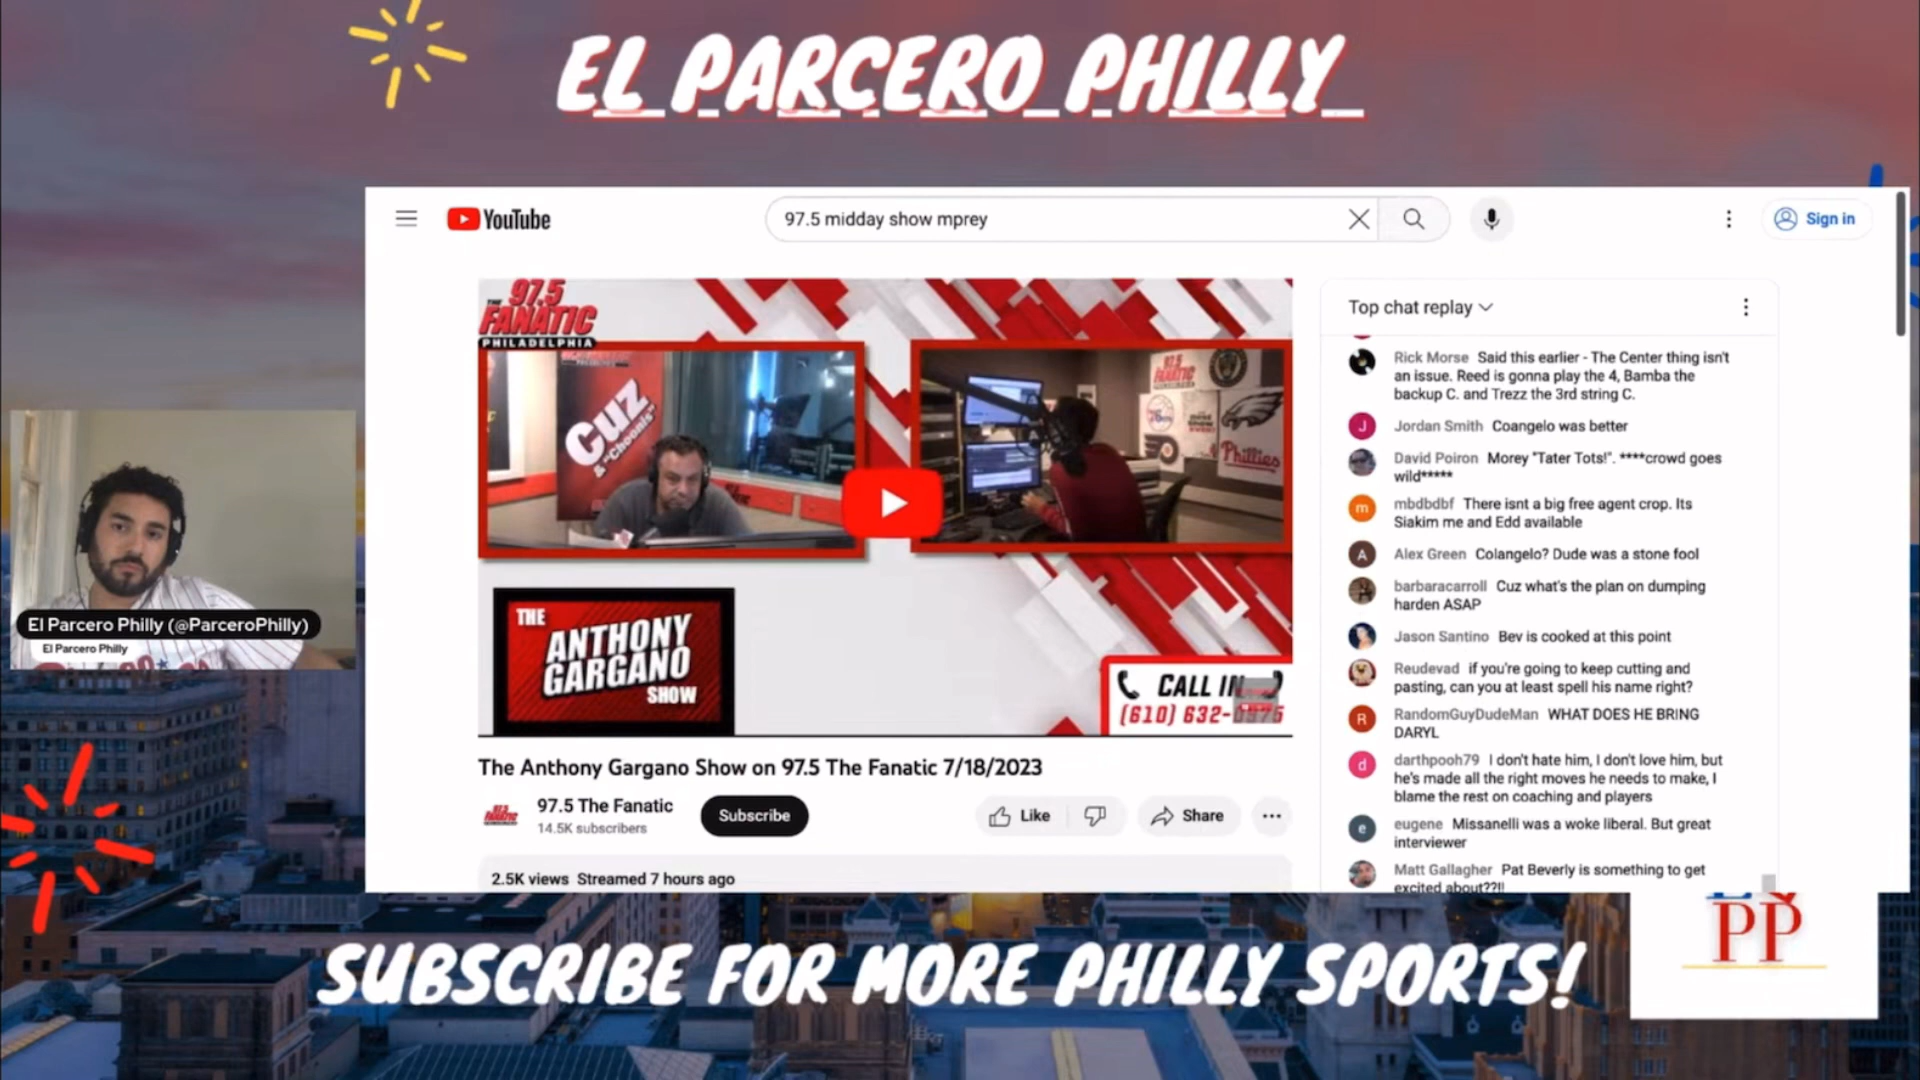 EL PARCERO PHILLY
YouTube
97.5 midday show mprey
Sign in
THE
97.5
FANATIC
PHILADELPHIA
CUZ
& "Choonis"
97.5
FANATIC
Phillies
THE
ANTHONY
GARGANO
SHOW
CALL IN
(610) 632-0975
The Anthony Gargano Show on 97.5 The Fanatic 7/18/2023
97.5 The Fanatic
14.5K subscribers
Subscribe
Like
Share
2.5K views Streamed 7 hours ago
Top chat replay
Rick Morse Said this earlier - The Center thing isn't
an issue. Reed is gonna play the 4, Bamba the
backup C. and Trezz the 3rd string C.
Jordan Smith Coangelo was better
David Poiron Morey "Tater Tots!". ****crowd goes
wild*****
mbdbdbf There isnt a big free agent crop. Its
Siakim me and Edd available
Alex Green Colangelo? Dude was a stone fool
barbaracarroll Cuz what's the plan on dumping
harden ASAP
Jason Santino Bev is cooked at this point
Reudevad if you're going to keep cutting and
pasting, can you at least spell his name right?
RandomGuyDudeMan WHAT DOES HE BRING
DARYL
darthpooh79 I don't hate him, I don't love him, but
he's made all the right moves he needs to make, I
blame the rest on coaching and players
eugene Missanelli was a woke liberal. But great
interviewer
Matt Gallagher Pat Beverly is something to get
excited about??!!
El Parcero Philly (@ParceroPhilly)
El Parcero Philly
PP
SUBSCRIBE FOR MORE PHILLY SPORTS!